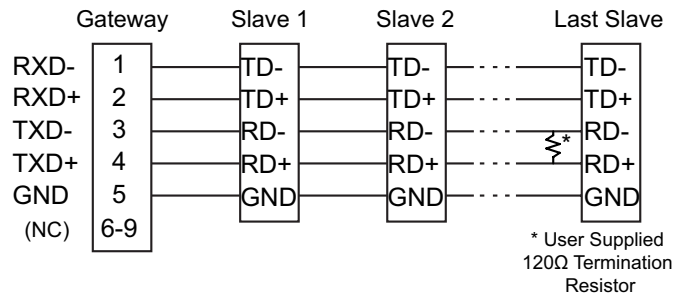 Gateway Slave 1 Slave 2 Last Slave
RXD- 1 TD- TD- TD-
RXD+ 2 TD+ TD+ TD+
TXD- 3 RD- RD- * RD-
TXD+ 4 RD+ RD+ RD+
GND 5 GND GND GND
(NC) 6-9
* User Supplied
120Ω Termination
Resistor